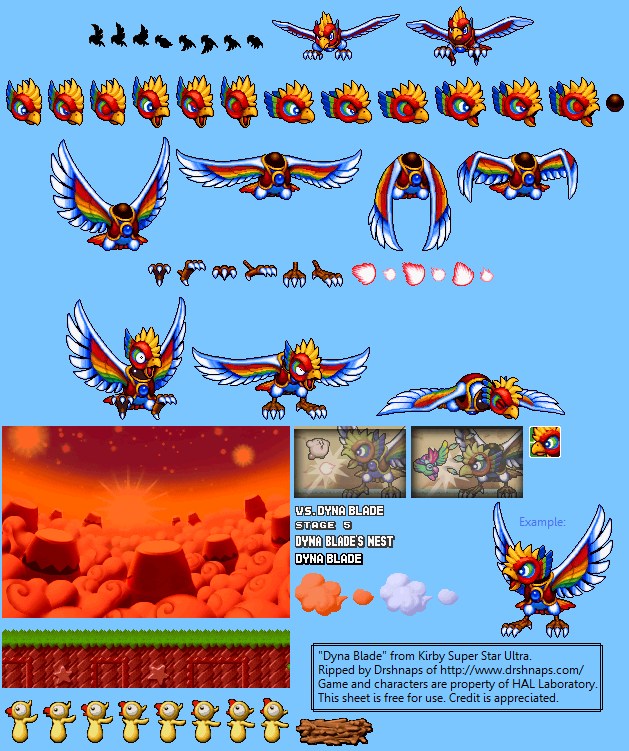 VS. DYNA BLADE
STAGE 5
DYNA BLADE'S NEST
DYNA BLADE
Example:
"Dyna Blade" from Kirby Super Star Ultra.
Ripped by Drshnaps of http://www.drshnaps.com/
Game and characters are property of HAL Laboratory.
This sheet is free for use. Credit is appreciated.